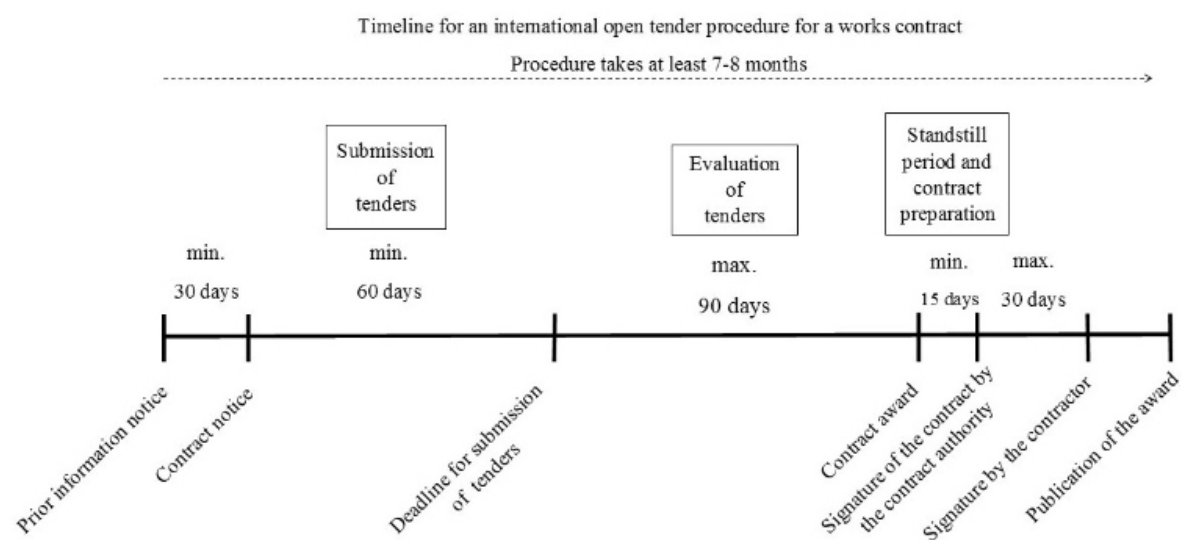 Timeline for an international open tender procedure for a works contract
Procedure takes at least 7-8 months
Submission
of
tenders
Evaluation
of
tenders
Standstill
period and
contract
preparation
min.
30 days
min.
60 days
max.
90 days
min.
15 days
max.
30 days
Prior information notice
Contract notice
Deadline for submission
of tenders
Contract award
Signature of the contract by
the contract authority
Signature by the contractor
Publication of the award